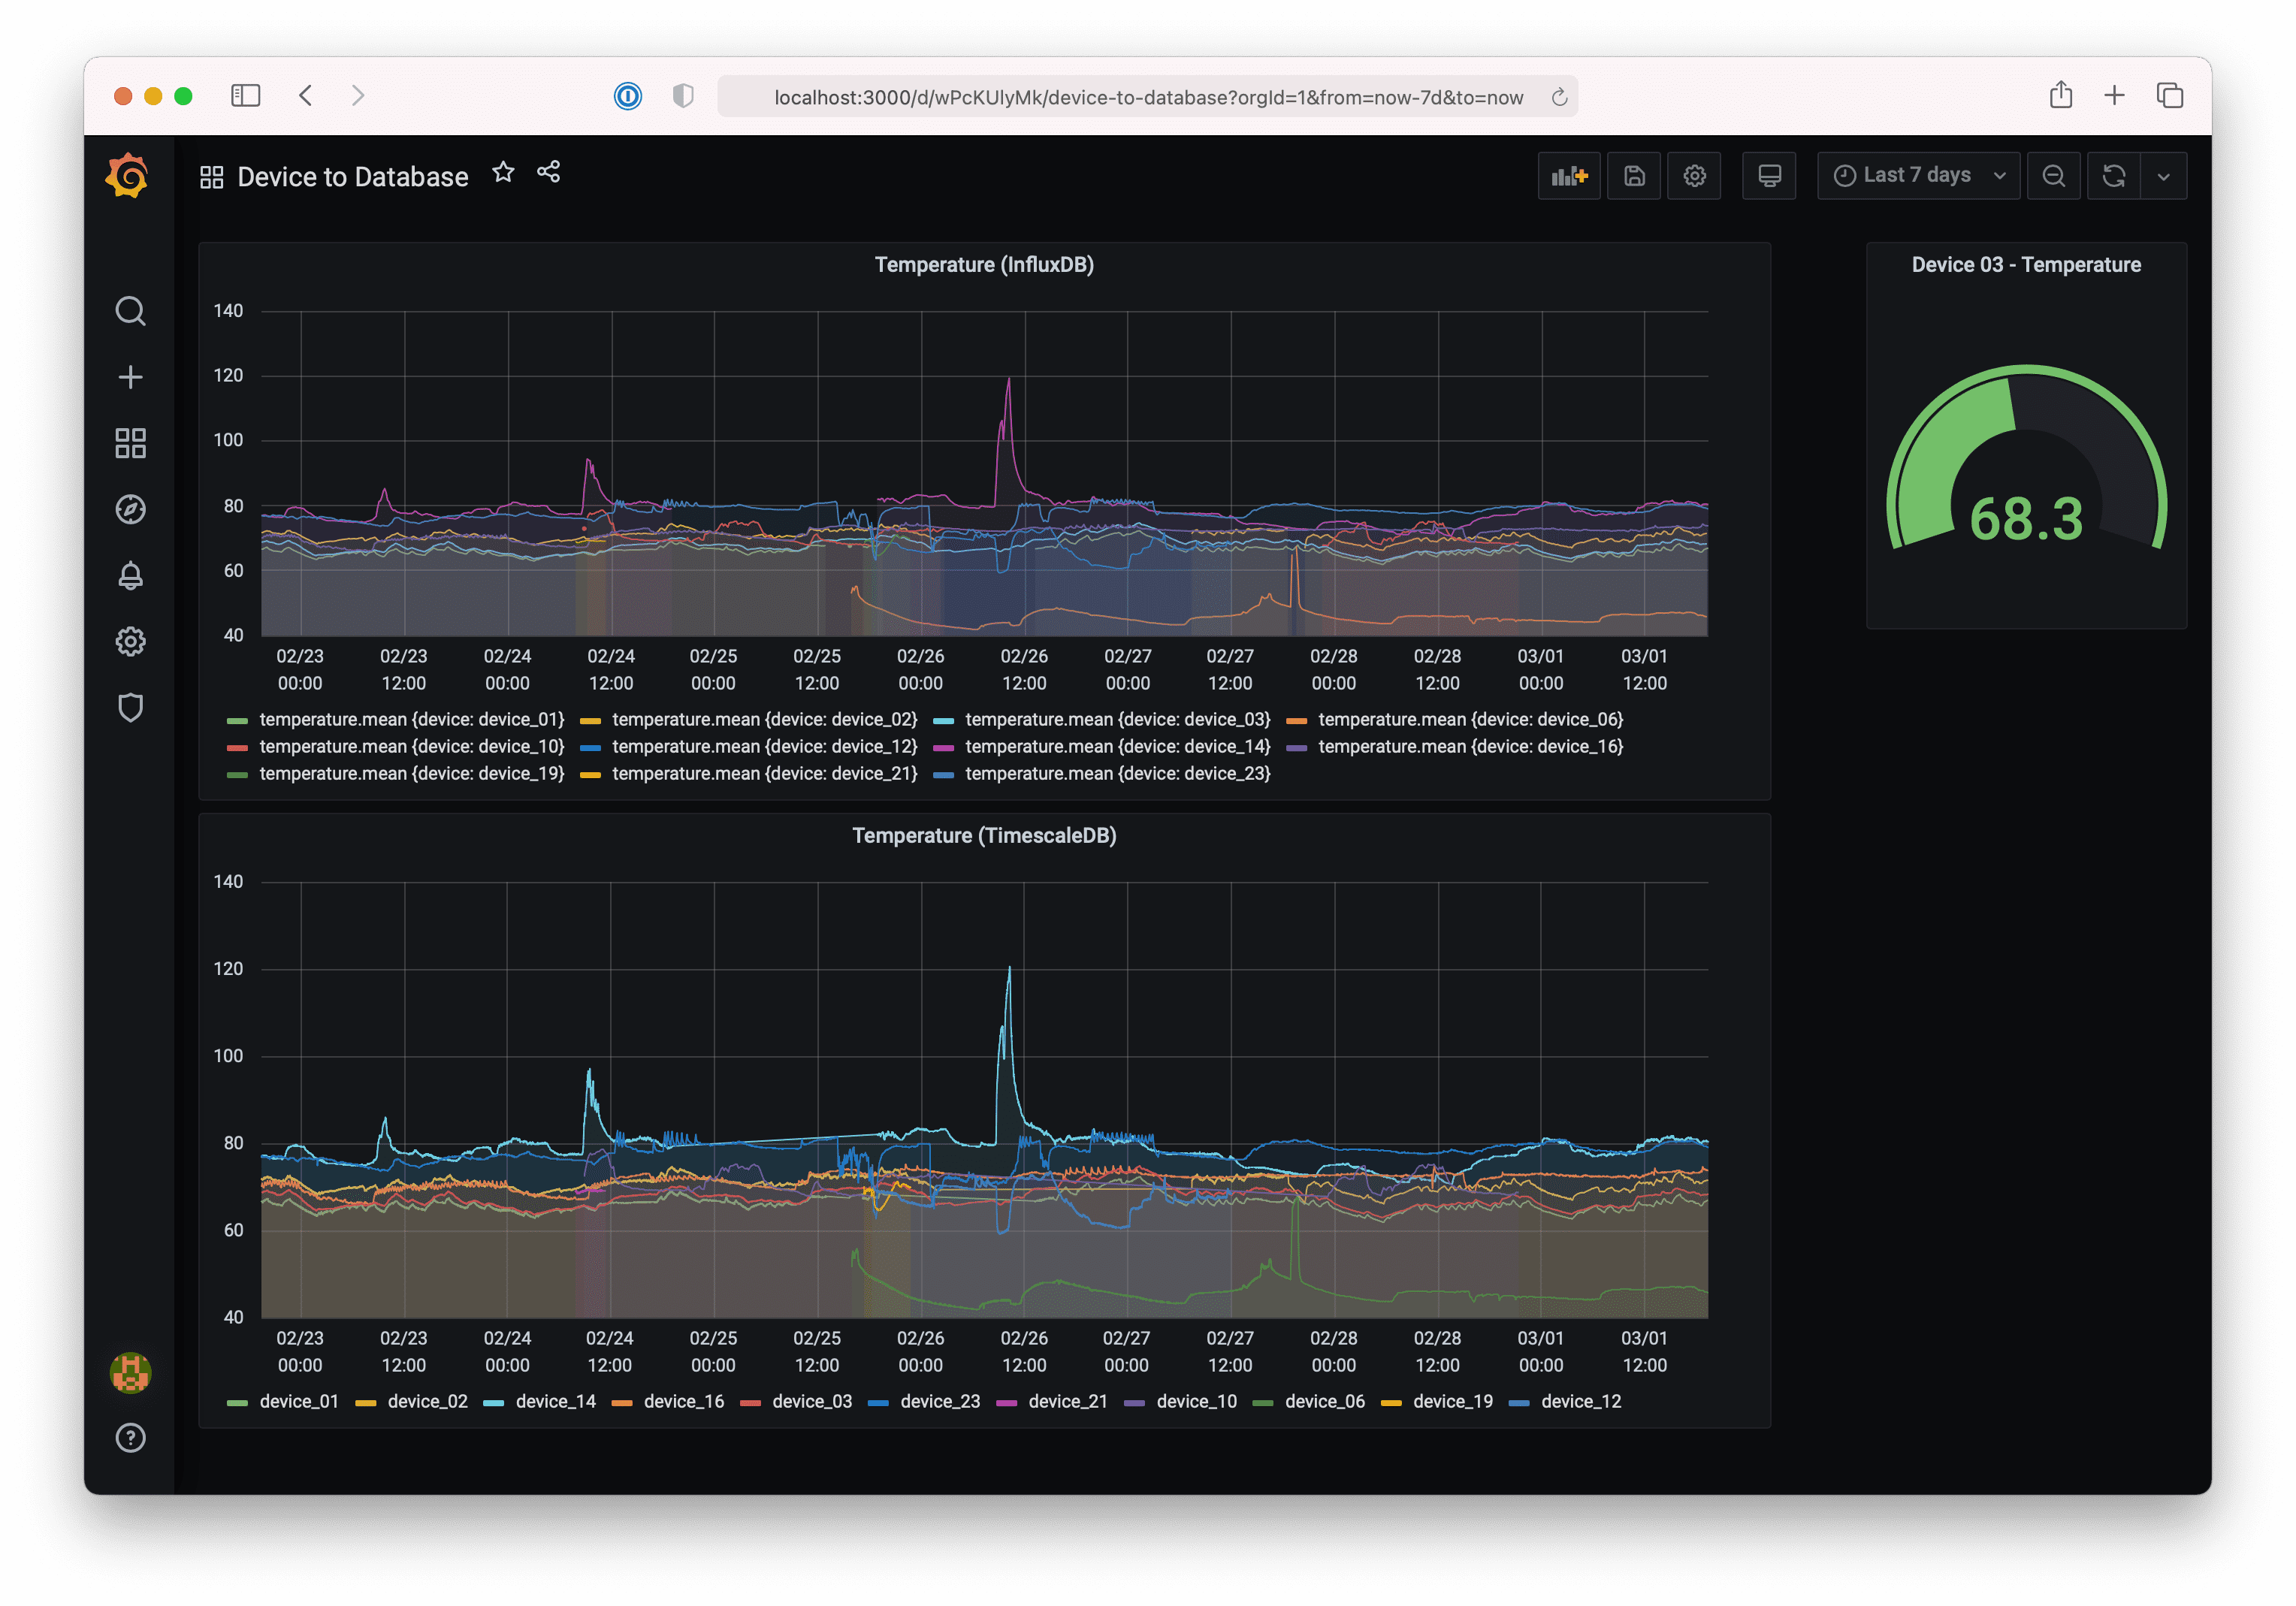 localhost:3000/d/wPcKUlyMk/device-to-database?orgId=1&from=now-7d&to=now
Device to Database
Last 7 days
Temperature (InfluxDB)
140
120
100
80
60
40
02/23 02/23 02/24 02/24 02/25 02/25 02/26 02/26 02/27 02/27 02/28 02/28 03/01 03/01
00:00 12:00 00:00 12:00 00:00 12:00 00:00 12:00 00:00 12:00 00:00 12:00 00:00 12:00
temperature.mean {device: device_01} temperature.mean {device: device_02} temperature.mean {device: device_03} temperature.mean {device: device_06}
temperature.mean {device: device_10} temperature.mean {device: device_12} temperature.mean {device: device_14} temperature.mean {device: device_16}
temperature.mean {device: device_19} temperature.mean {device: device_21} temperature.mean {device: device_23}
Device 03 - Temperature
68.3
Temperature (TimescaleDB)
140
120
100
80
60
40
02/23 02/23 02/24 02/24 02/25 02/25 02/26 02/26 02/27 02/27 02/28 02/28 03/01 03/01
00:00 12:00 00:00 12:00 00:00 12:00 00:00 12:00 00:00 12:00 00:00 12:00 00:00 12:00
device_01 device_02 device_14 device_16 device_03 device_23 device_21 device_10 device_06 device_19 device_12